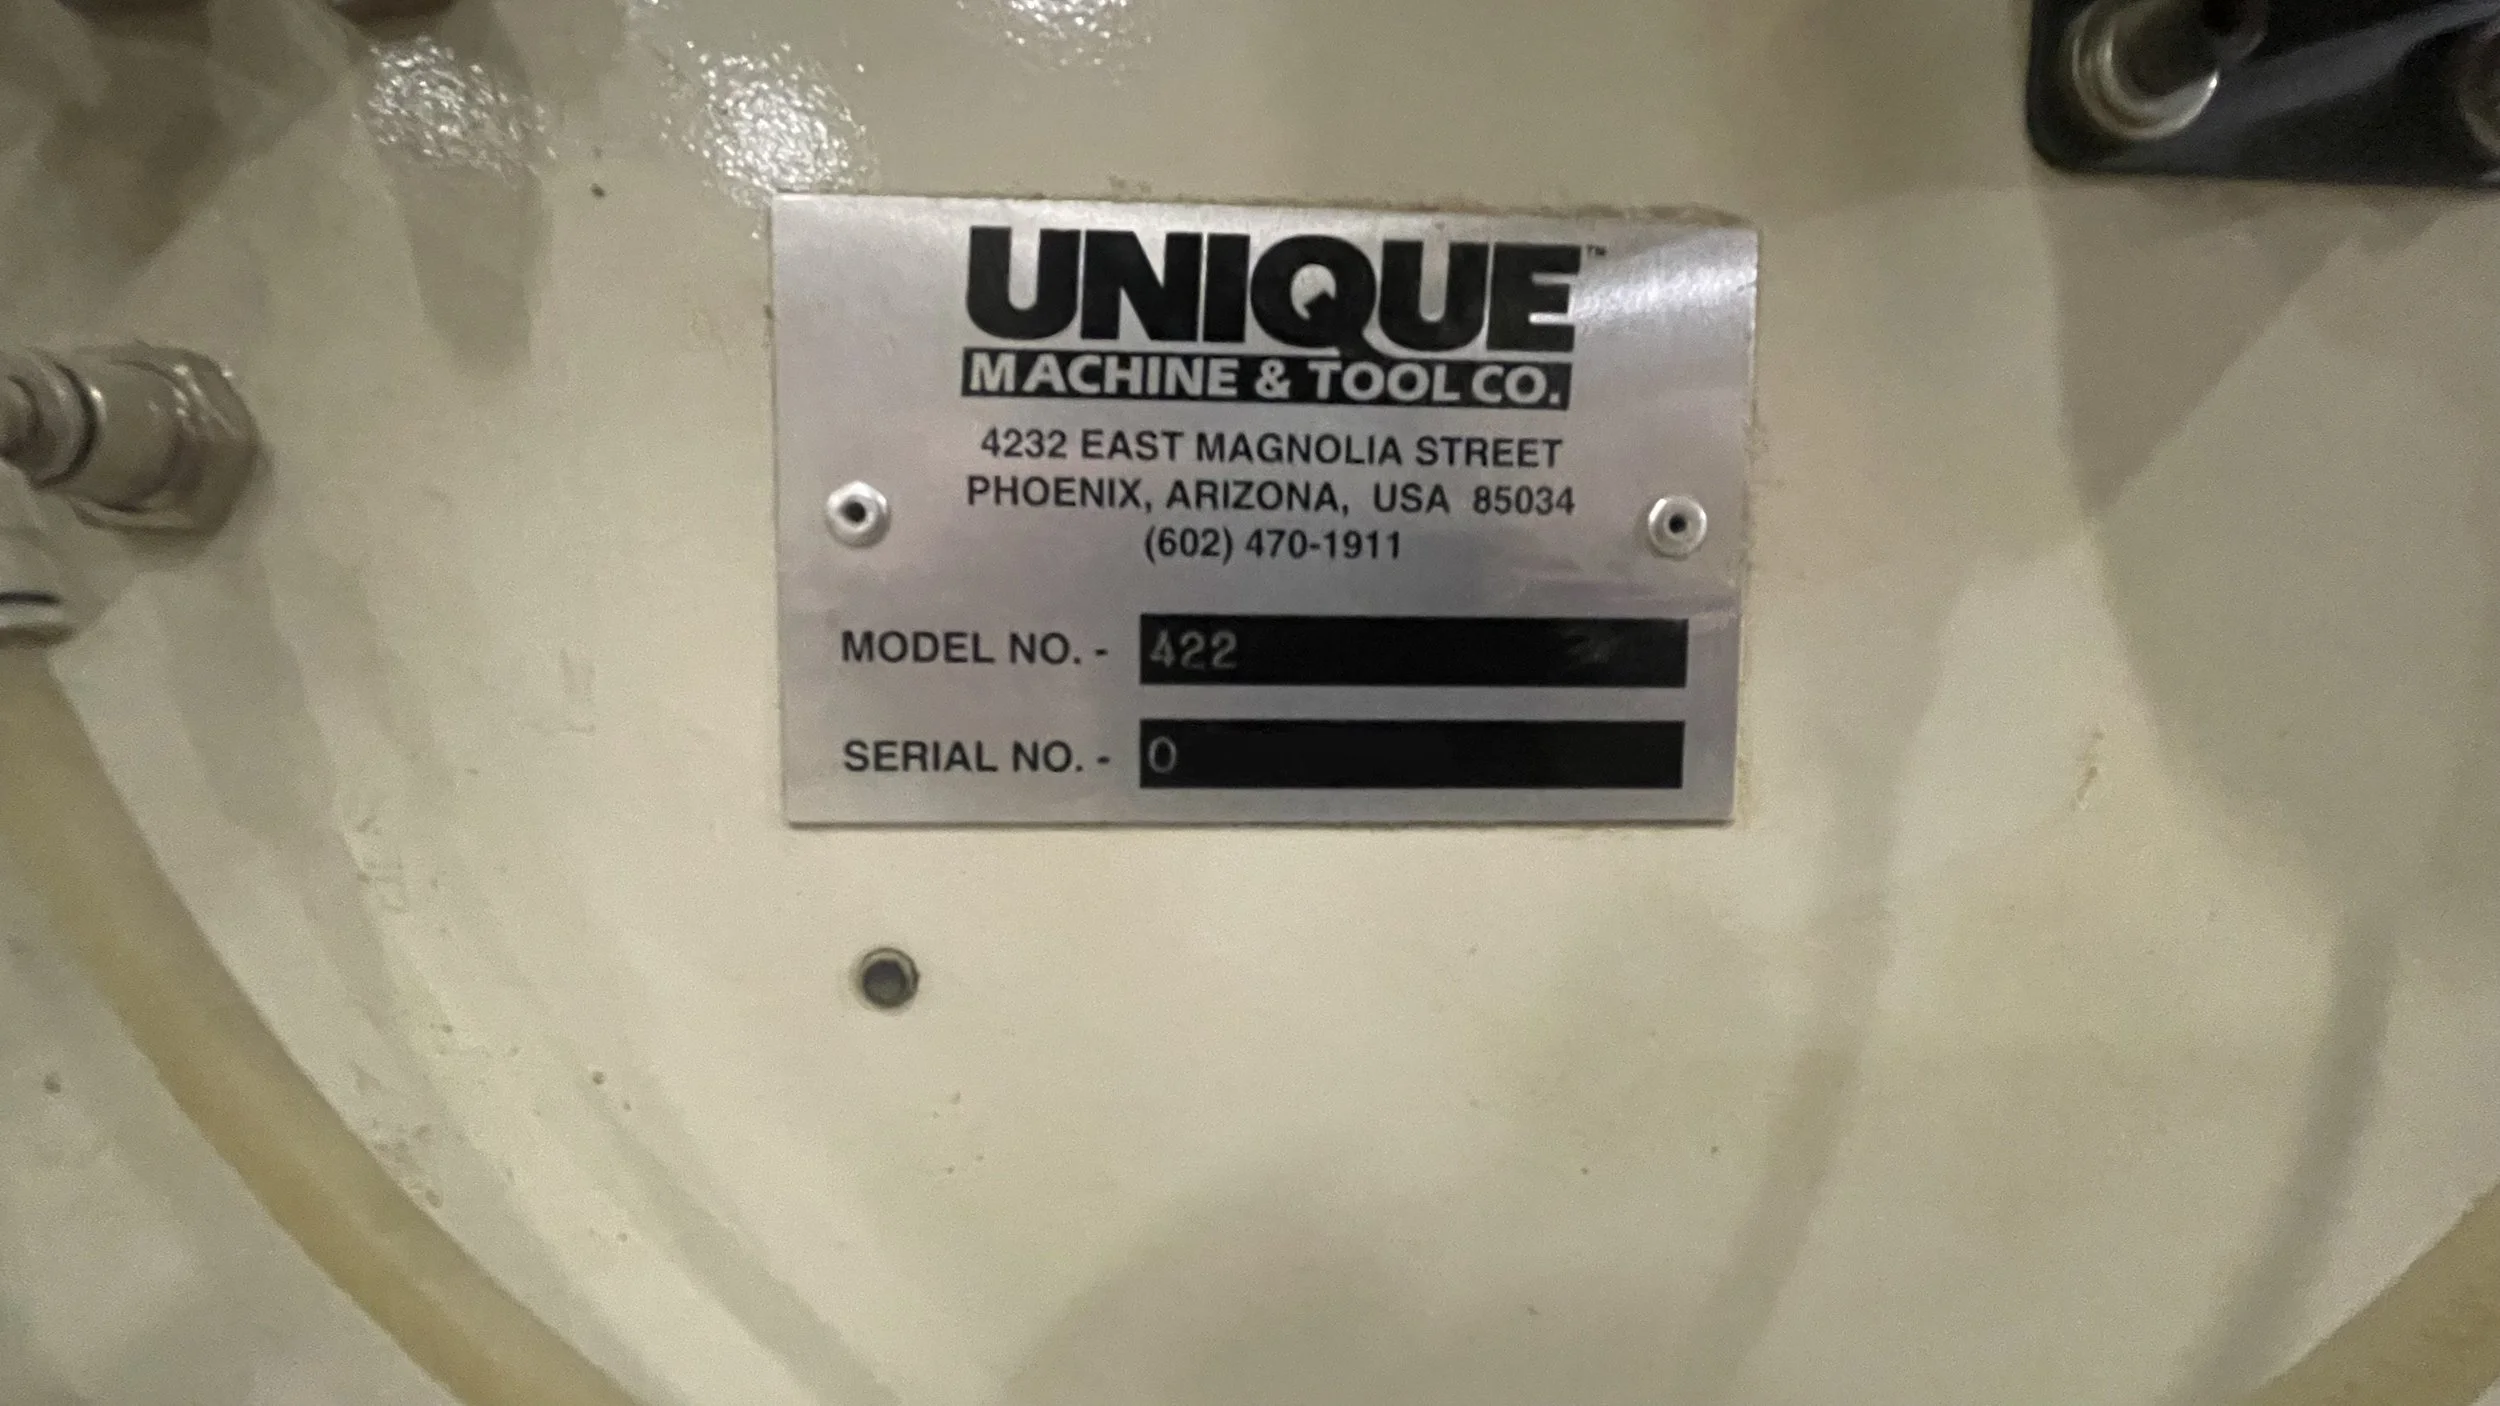 UNIQUE™
MACHINE & TOOL CO.
4232 EAST MAGNOLIA STREET
PHOENIX, ARIZONA, USA 85034
(602) 470-1911
MODEL NO. - 422
SERIAL NO. - 0